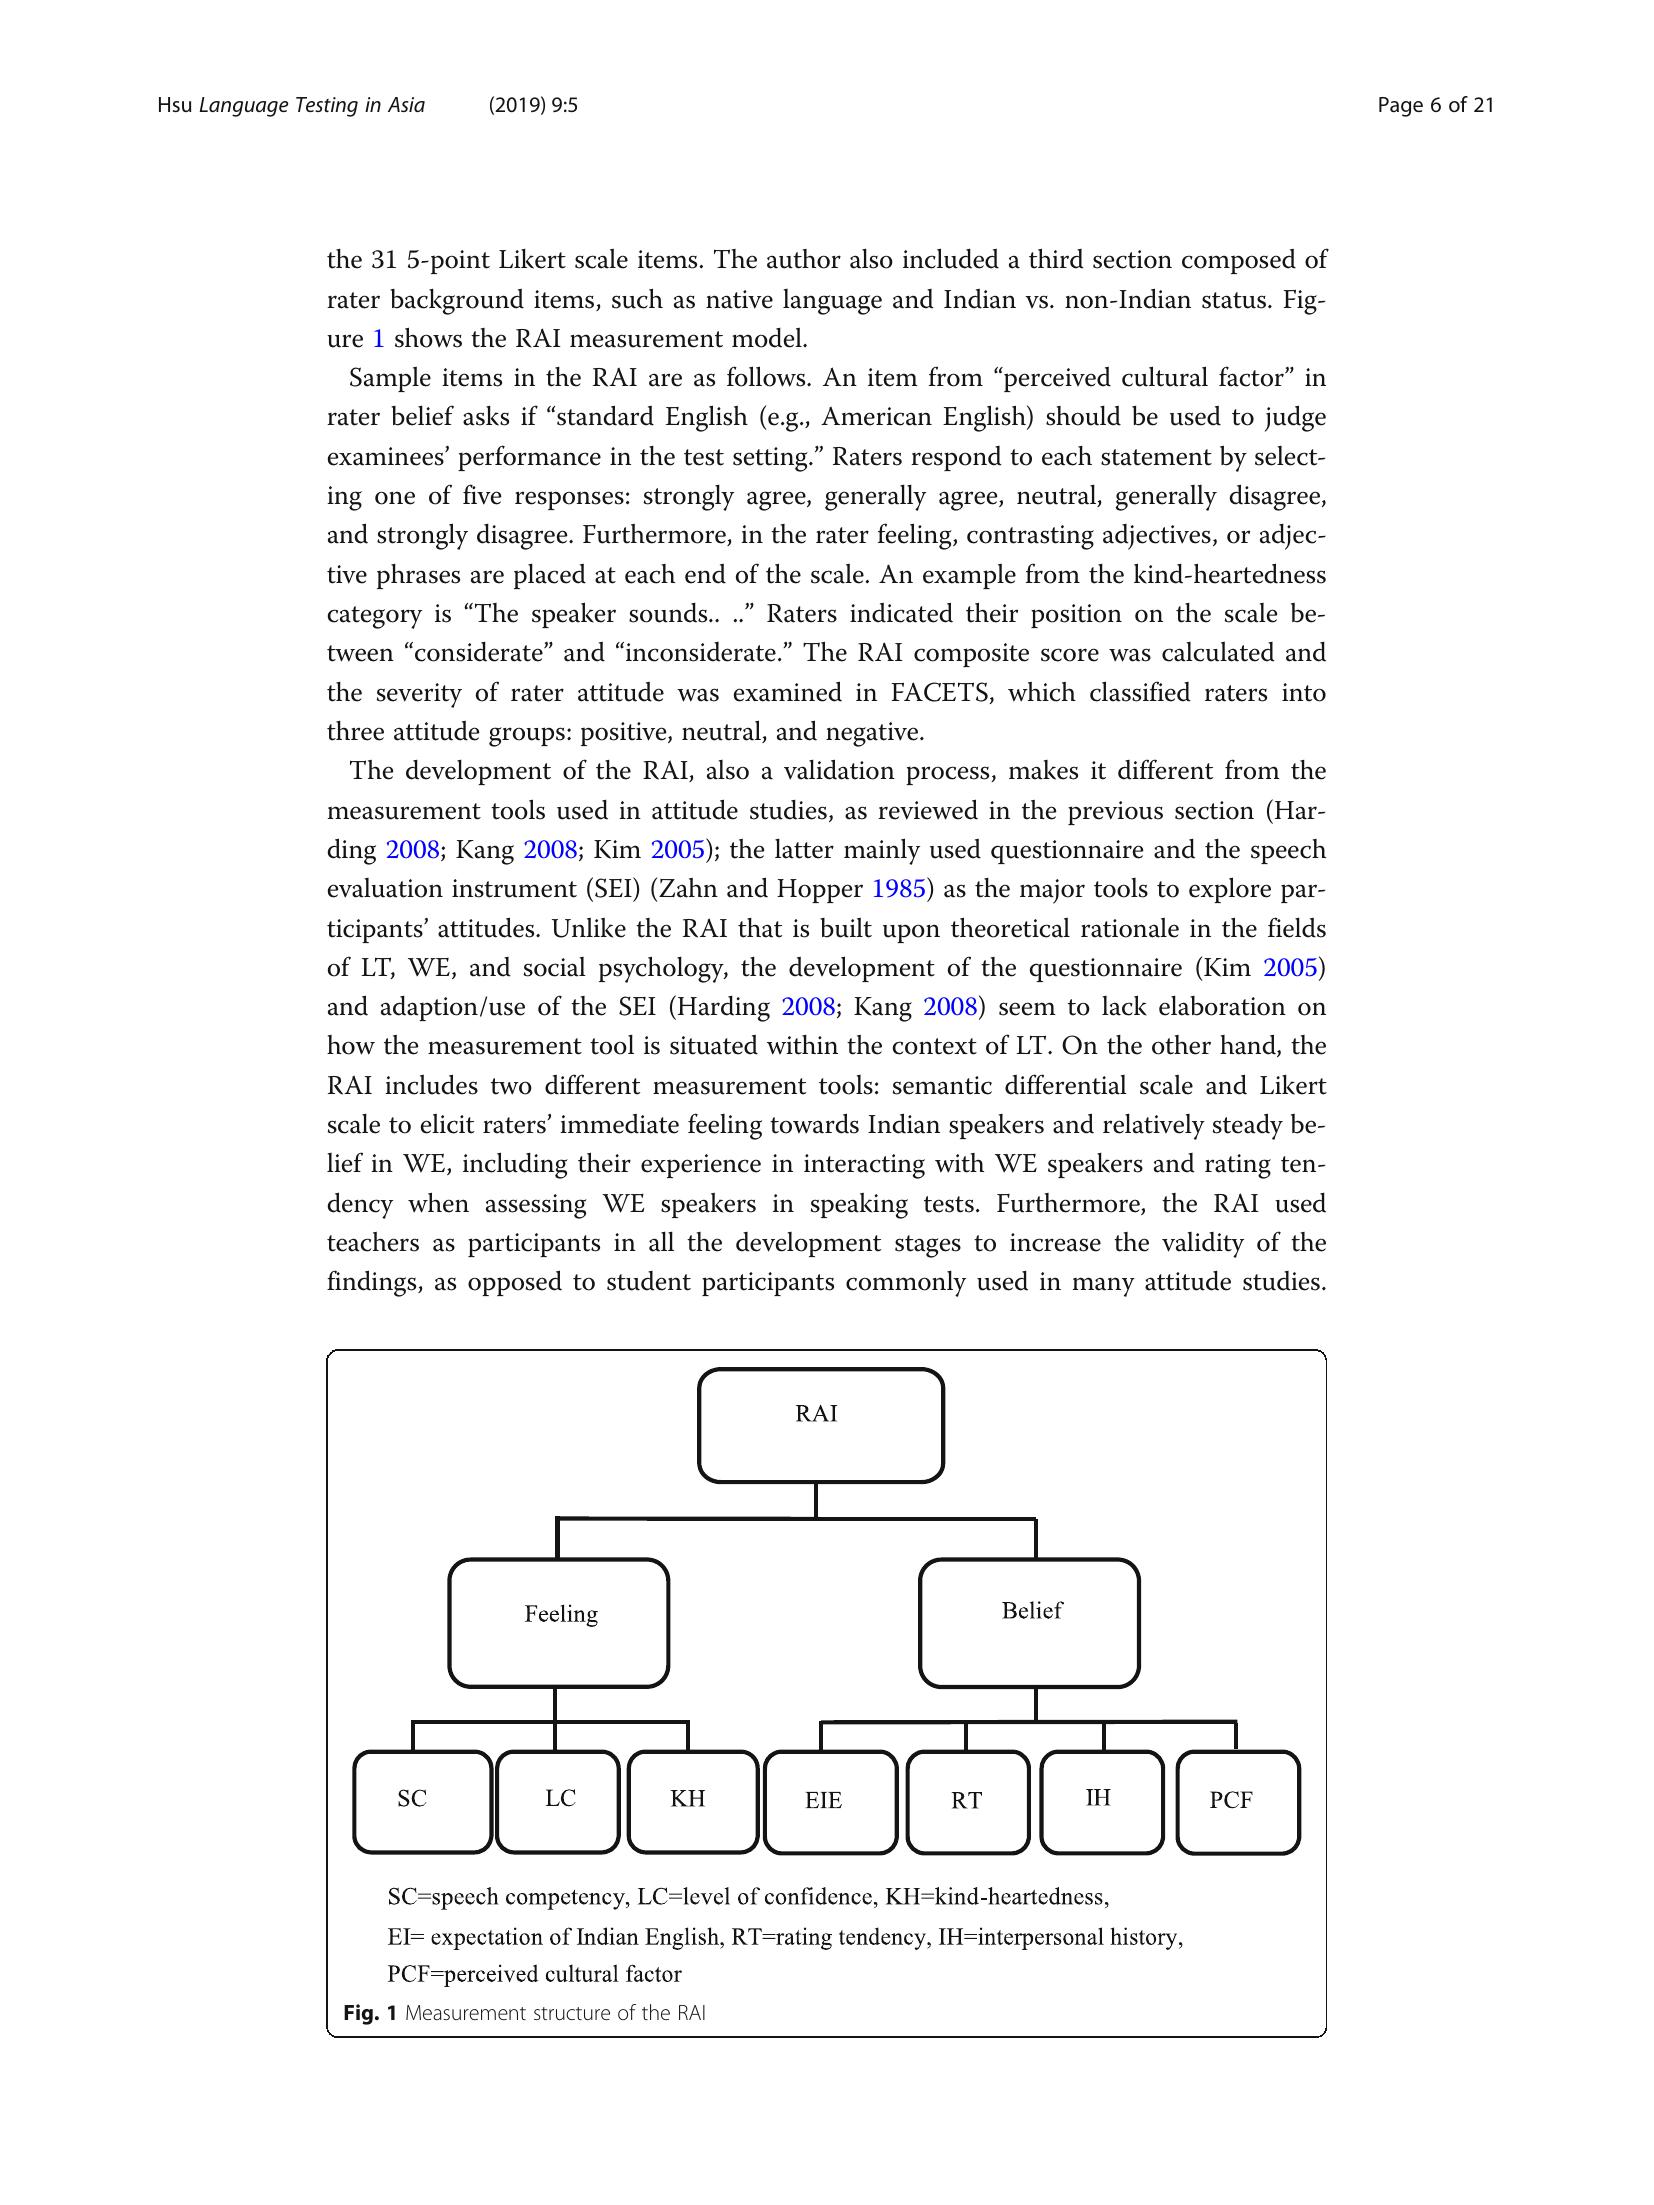 Hsu Language Testing in Asia (2019) 9:5 Page 6 of 21
the 31 5-point Likert scale items. The author also included a third section composed of
rater background items, such as native language and Indian vs. non-Indian status. Fig-
ure 1 shows the RAI measurement model.
Sample items in the RAI are as follows. An item from “perceived cultural factor” in
rater belief asks if “standard English (e.g., American English) should be used to judge
examinees’ performance in the test setting.” Raters respond to each statement by select-
ing one of five responses: strongly agree, generally agree, neutral, generally disagree,
and strongly disagree. Furthermore, in the rater feeling, contrasting adjectives, or adjec-
tive phrases are placed at each end of the scale. An example from the kind-heartedness
category is “The speaker sounds.. ..” Raters indicated their position on the scale be-
tween “considerate” and “inconsiderate.” The RAI composite score was calculated and
the severity of rater attitude was examined in FACETS, which classified raters into
three attitude groups: positive, neutral, and negative.
The development of the RAI, also a validation process, makes it different from the
measurement tools used in attitude studies, as reviewed in the previous section (Har-
ding 2008; Kang 2008; Kim 2005); the latter mainly used questionnaire and the speech
evaluation instrument (SEI) (Zahn and Hopper 1985) as the major tools to explore par-
ticipants’ attitudes. Unlike the RAI that is built upon theoretical rationale in the fields
of LT, WE, and social psychology, the development of the questionnaire (Kim 2005)
and adaption/use of the SEI (Harding 2008; Kang 2008) seem to lack elaboration on
how the measurement tool is situated within the context of LT. On the other hand, the
RAI includes two different measurement tools: semantic differential scale and Likert
scale to elicit raters’ immediate feeling towards Indian speakers and relatively steady be-
lief in WE, including their experience in interacting with WE speakers and rating ten-
dency when assessing WE speakers in speaking tests. Furthermore, the RAI used
teachers as participants in all the development stages to increase the validity of the
findings, as opposed to student participants commonly used in many attitude studies.
RAI
Feeling Belief
SC LC KH EIE RT IH PCF
SC=speech competency, LC=level of confidence, KH=kind-heartedness,
EI= expectation of Indian English, RT=rating tendency, IH=interpersonal history,
PCF=perceived cultural factor
Fig. 1 Measurement structure of the RAI